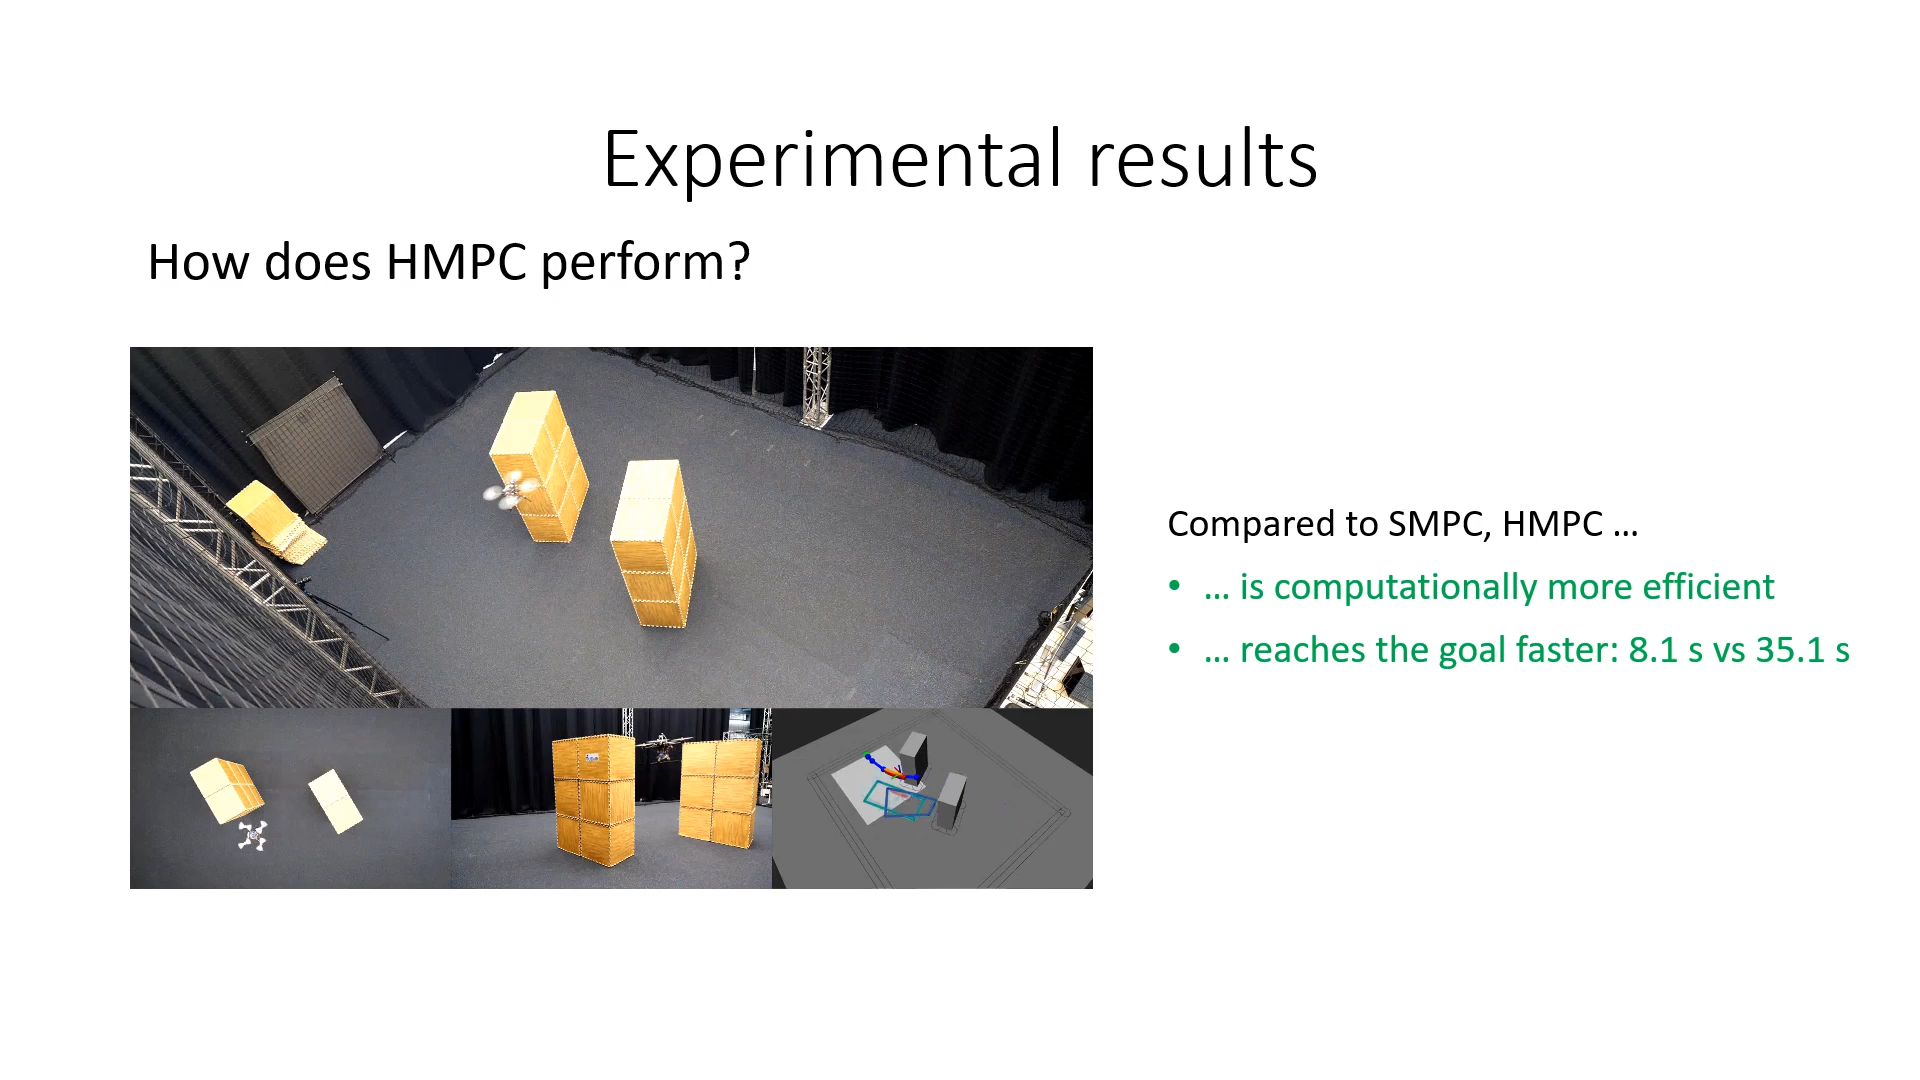 Experimental results
How does HMPC perform?
Compared to SMPC, HMPC …
• … is computationally more efficient
• … reaches the goal faster: 8.1 s vs 35.1 s